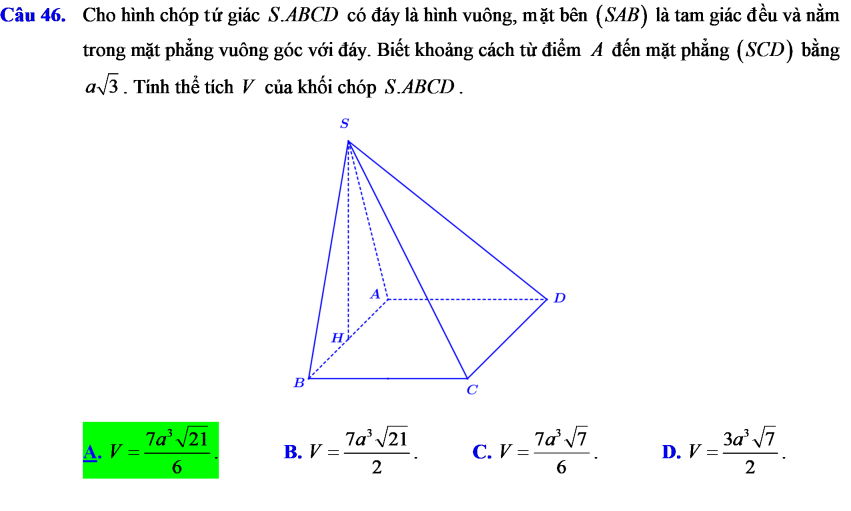 Câu 46. Cho hình chóp tứ giác S.ABCD có đáy là hình vuông, mặt bên (SAB) là tam giác đều và nằm
trong mặt phẳng vuông góc với đáy. Biết khoảng cách từ điểm A đến mặt phẳng (SCD) bằng
a√3 . Tính thể tích V của khối chóp S.ABCD .
S
A
D
H
B
C
A. V = 7a³√21/6 . B. V = 7a³√21/2 . C. V = 7a³√7/6 . D. V = 3a³√7/2 .